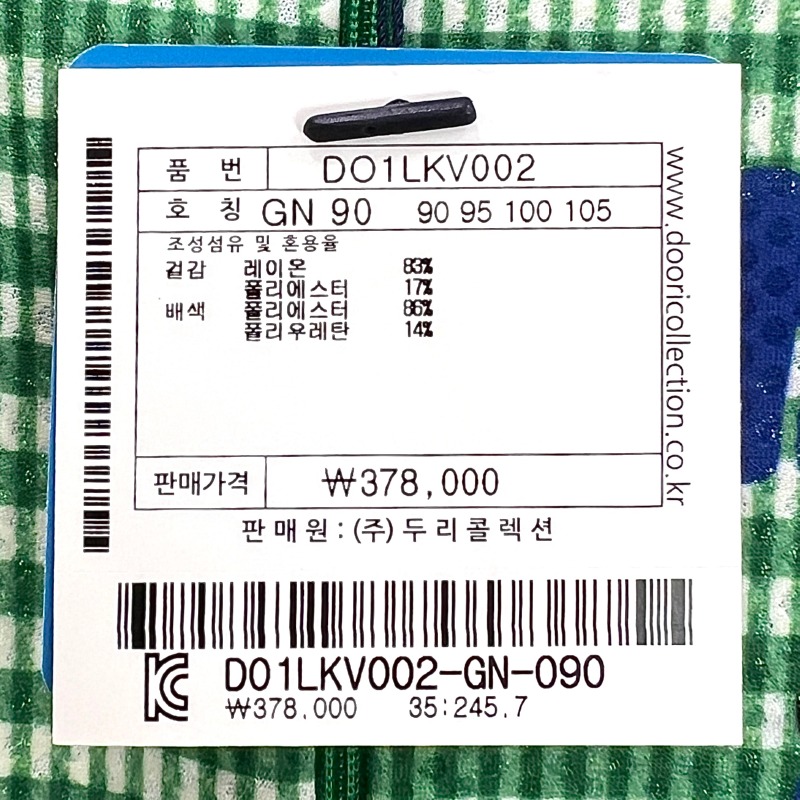 품 번 DO1LKV002
호 칭 GN 90 90 95 100 105
조성섬유 및 혼용율
겉감 레이온 83%
폴리에스터 17%
배색 폴리에스터 86%
폴리우레탄 14%
판매가격 ₩378,000
판매원 : (주)두리콜렉션
www.dooricollection.co.kr
DO1LKV002-GN-090
₩378,000 35:245.7